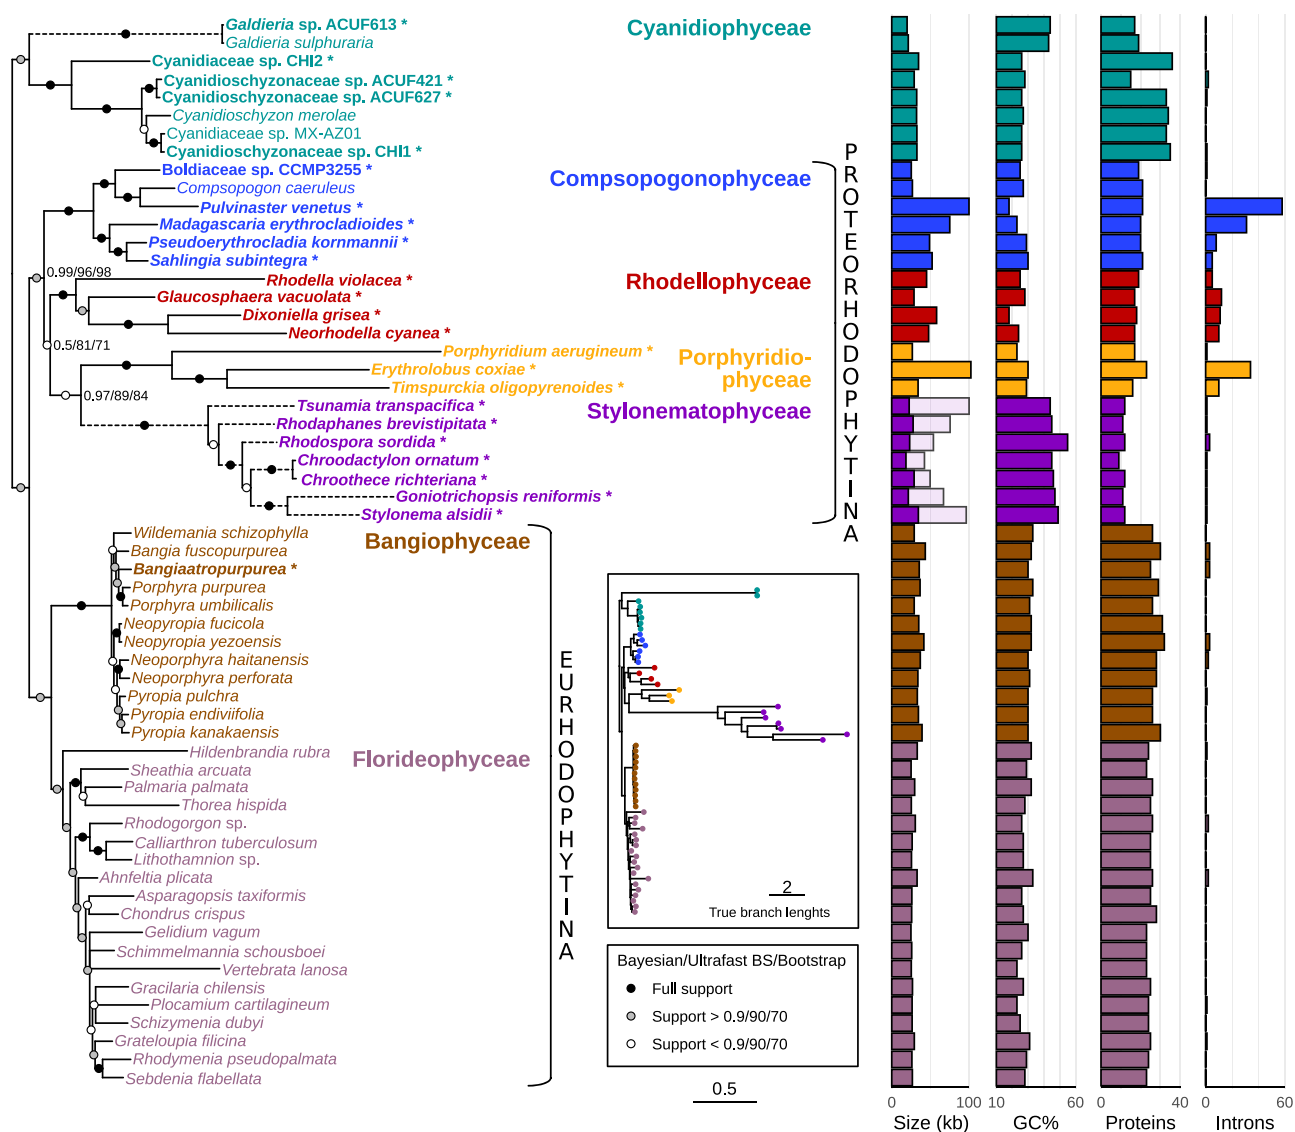 Galdieria sp. ACUF613 *
Galdieria sulphuraria
Cyanidiaceae sp. CHI2 *
Cyanidioschyzonaceae sp. ACUF421 *
Cyanidioschyzonaceae sp. ACUF627 *
Cyanidioschyzon merolae
Cyanidiaceae sp. MX-AZ01
Cyanidioschyzonaceae sp. CHI1 *
Cyanidiophyceae
Boldiaceae sp. CCMP3255 *
Compsopogon caeruleus
Pulvinaster venetus *
Madagascaria erythrocladioides *
Pseudoerythrocladia kornmannii *
Sahlingia subintegra *
Compsopogonophyceae
0.99/96/98
Rhodella violacea *
Glaucosphaera vacuolata *
Dixoniella grisea *
Neorhodella cyanea *
Rhodellophyceae
0.5/81/71
Porphyridium aerugineum *
Erythrolobus coxiae *
Timspurckia oligopyrenoides *
Porphyridio-
phyceae
0.97/89/84
Tsunamia transpacifica *
Rhodaphanes brevistipitata *
Rhodospora sordida *
Chroodactylon ornatum *
Chroothece richteriana *
Goniotrichopsis reniformis *
Stylonema alsidii *
Stylonematophyceae
PROTEORHODOPHYTINA
Wildemania schizophylla
Bangia fuscopurpurea
Bangiaatropurpurea *
Porphyra purpurea
Porphyra umbilicalis
Neopyropia fucicola
Neopyropia yezoensis
Neoporphyra haitanensis
Neoporphyra perforata
Pyropia pulchra
Pyropia endiviifolia
Pyropia kanakaensis
Bangiophyceae
Hildenbrandia rubra
Sheathia arcuata
Palmaria palmata
Thorea hispida
Rhodogorgon sp.
Calliarthron tuberculosum
Lithothamnion sp.
Ahnfeltia plicata
Asparagopsis taxiformis
Chondrus crispus
Gelidium vagum
Schimmelmannia schousboei
Vertebrata lanosa
Gracilaria chilensis
Plocamium cartilagineum
Schizymenia dubyi
Grateloupia filicina
Rhodymenia pseudopalmata
Sebdenia flabellata
Florideophyceae
EURHODOPHYTINA
2
True branch lenghts
Bayesian/Ultrafast BS/Bootstrap
Full support
Support > 0.9/90/70
Support < 0.9/90/70
0.5
0 100
Size (kb)
10 60
GC%
0 40
Proteins
0 60
Introns